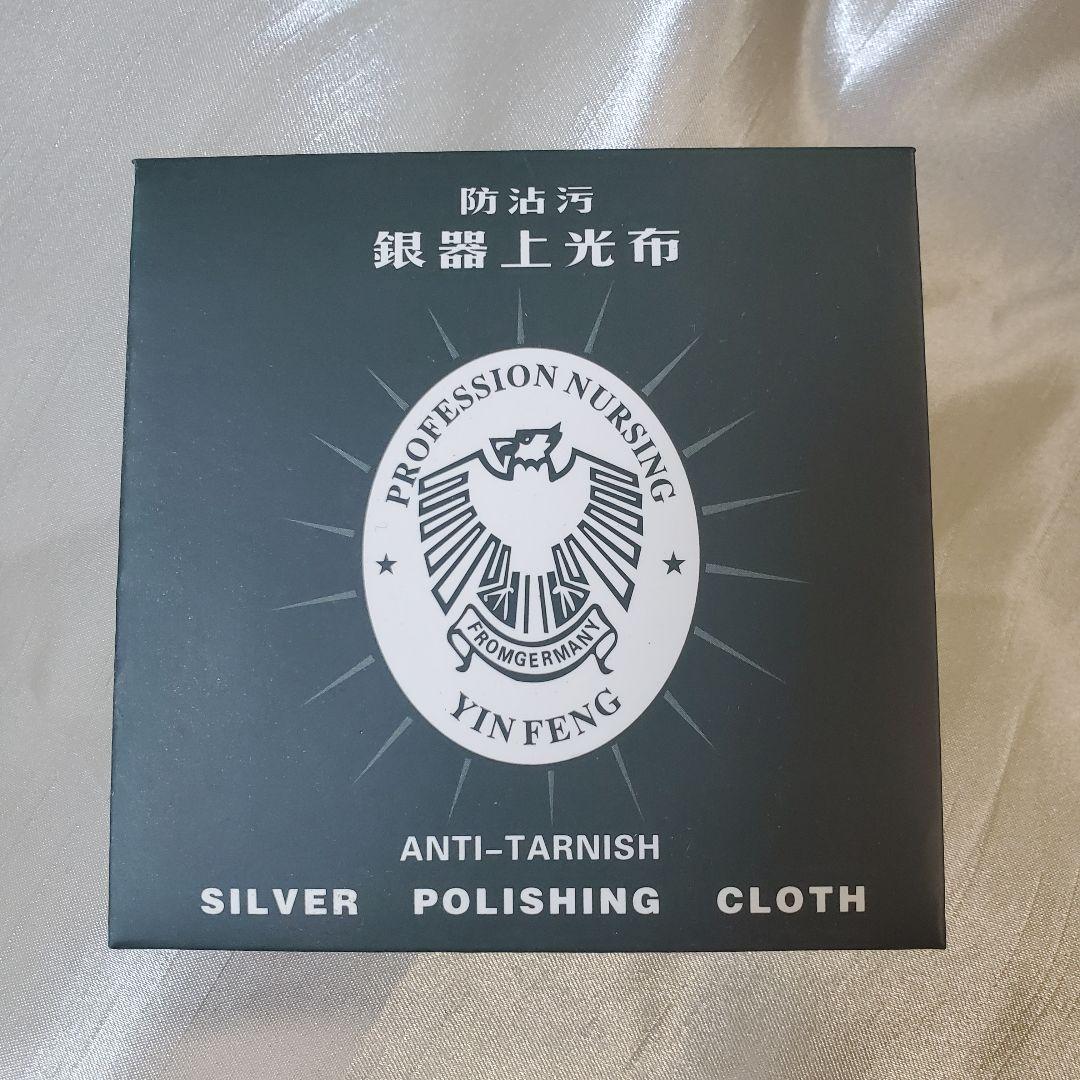 防沾污
銀器上光布
PROFESSION NURSING
FROMGERMANY
YIN FENG
ANTI-TARNISH
SILVER POLISHING CLOTH